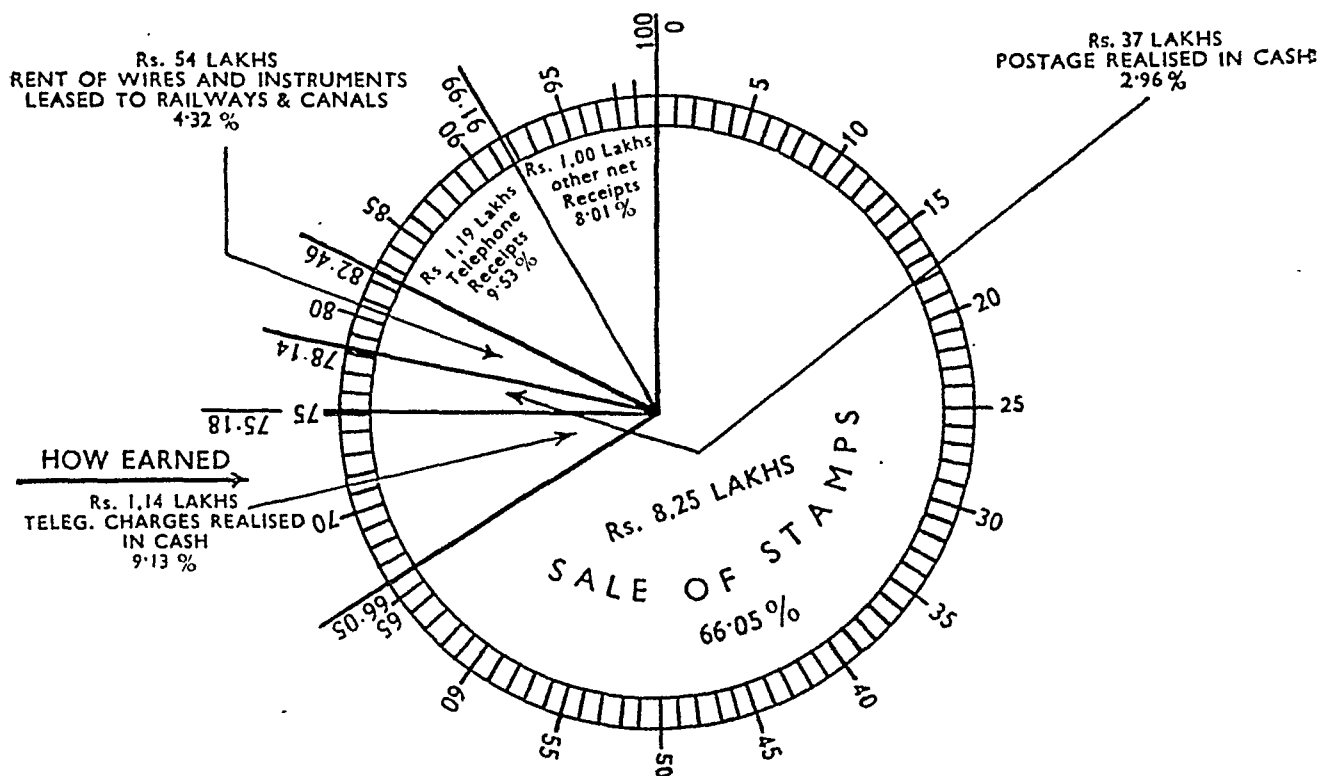 Rs. 54 LAKHS
RENT OF WIRES AND INSTRUMENTS
LEASED TO RAILWAYS & CANALS
4·32 %
Rs. 37 LAKHS
POSTAGE REALISED IN CASH
2·96 %
100
0
5
10
15
20
25
30
35
40
45
50
55
60
65
66·05
70
75
75·18
78·14
80
82·46
85
90
91·99
95
Rs. 1,00 Lakhs
other net
Receipts
8·01 %
Rs 1,19 Lakhs
Telephone
Receipts
9·53 %
HOW EARNED
Rs. 1,14 LAKHS
TELEG. CHARGES REALISED
IN CASH
9·13 %
Rs. 8,25 LAKHS
SALE OF STAMPS
66·05 %